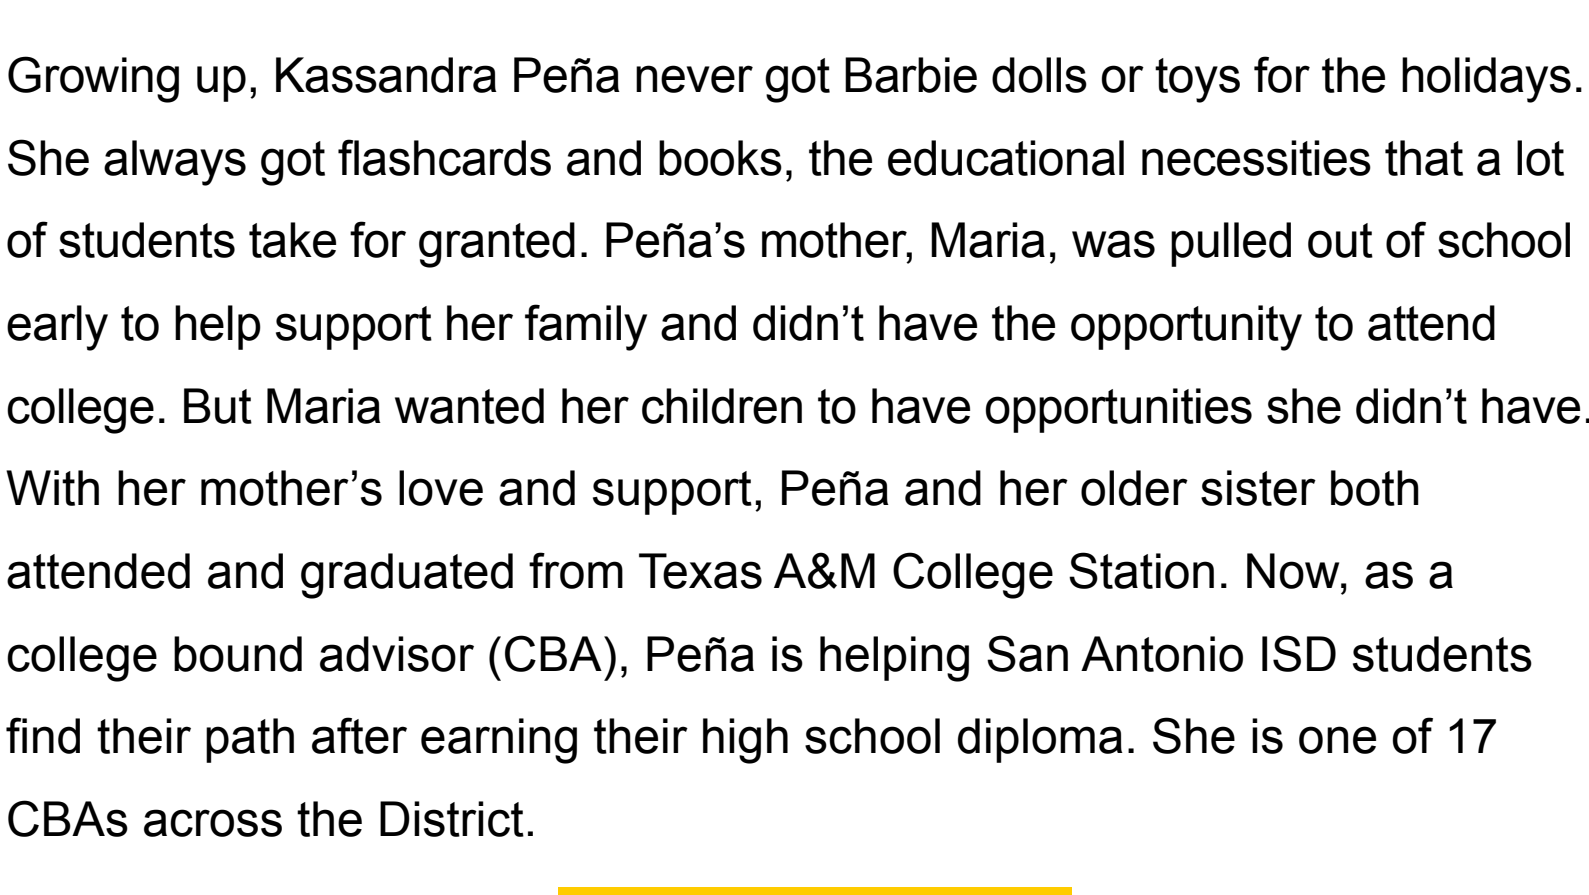 Growing up, Kassandra Peña never got Barbie dolls or toys for the holidays.
She always got flashcards and books, the educational necessities that a lot
of students take for granted. Peña’s mother, Maria, was pulled out of school
early to help support her family and didn’t have the opportunity to attend
college. But Maria wanted her children to have opportunities she didn’t have.
With her mother’s love and support, Peña and her older sister both
attended and graduated from Texas A&M College Station. Now, as a
college bound advisor (CBA), Peña is helping San Antonio ISD students
find their path after earning their high school diploma. She is one of 17
CBAs across the District.